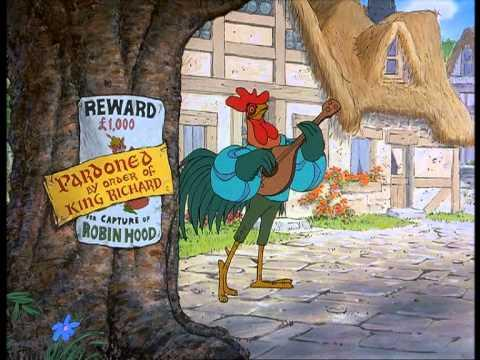 REWARD
£1,000
PARDONED
BY ORDER OF
KING RICHARD
FOR CAPTURE OF
ROBIN HOOD